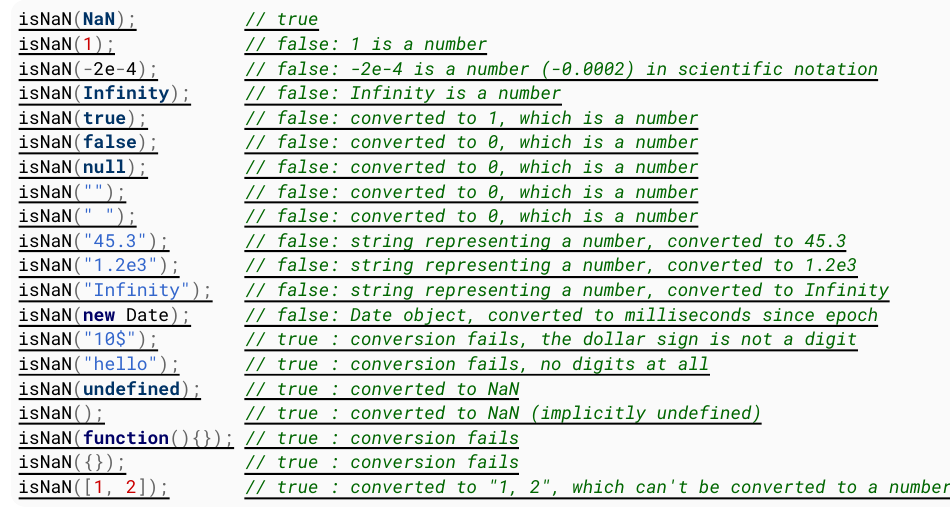 isNaN(NaN); // true
isNaN(1); // false: 1 is a number
isNaN(-2e-4); // false: -2e-4 is a number (-0.0002) in scientific notation
isNaN(Infinity); // false: Infinity is a number
isNaN(true); // false: converted to 1, which is a number
isNaN(false); // false: converted to 0, which is a number
isNaN(null); // false: converted to 0, which is a number
isNaN(""); // false: converted to 0, which is a number
isNaN(" "); // false: converted to 0, which is a number
isNaN("45.3"); // false: string representing a number, converted to 45.3
isNaN("1.2e3"); // false: string representing a number, converted to 1.2e3
isNaN("Infinity"); // false: string representing a number, converted to Infinity
isNaN(new Date); // false: Date object, converted to milliseconds since epoch
isNaN("10$"); // true : conversion fails, the dollar sign is not a digit
isNaN("hello"); // true : conversion fails, no digits at all
isNaN(undefined); // true : converted to NaN
isNaN(); // true : converted to NaN (implicitly undefined)
isNaN(function(){}); // true : conversion fails
isNaN({}); // true : conversion fails
isNaN([1, 2]); // true : converted to "1, 2", which can't be converted to a number